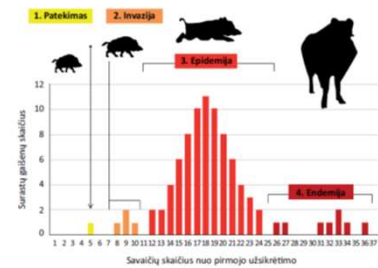 1. Patekimas
2. Invazija
3. Epidemija
4. Endemija
Surastų gaišenų skaičius
12
10
8
6
4
2
0
1 2 3 4 5 6 7 8 9 10 11 12 13 14 15 16 17 18 19 20 21 22 23 24 25 26 27 28 29 30 31 32 33 34 35 36 37
Savaičių skaičius nuo pirmojo užsikrėtimo